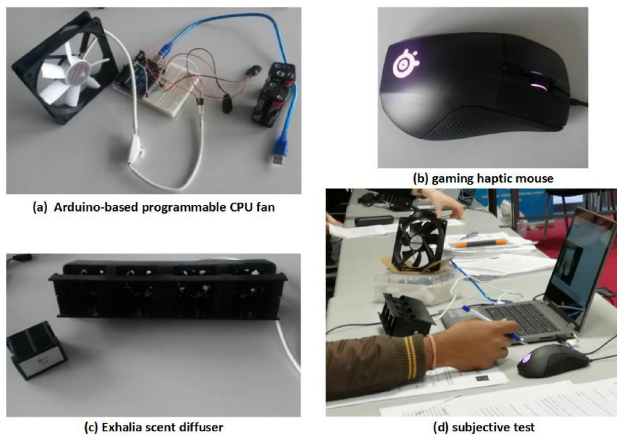 (a) Arduino-based programmable CPU fan
(b) gaming haptic mouse
(c) Exhalia scent diffuser
(d) subjective test